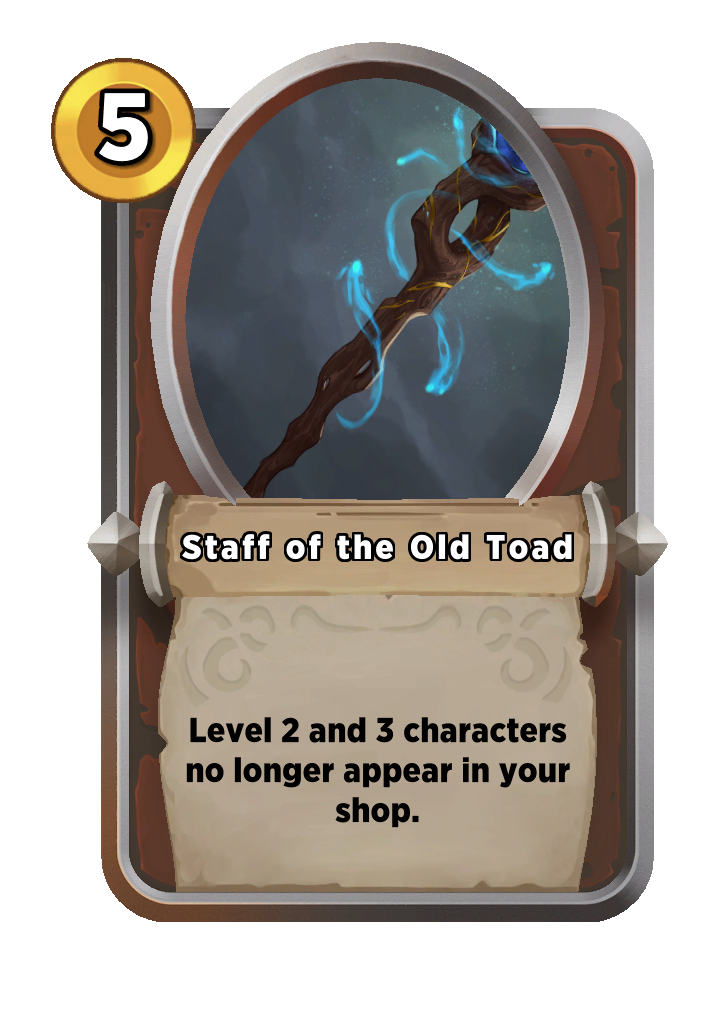 5
Staff of the Old Toad
Level 2 and 3 characters
no longer appear in your
shop.